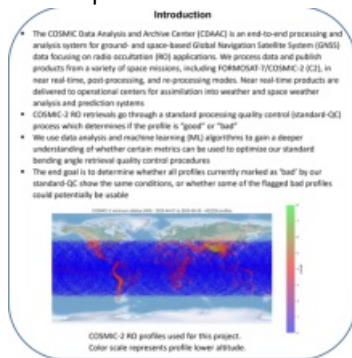 Introduction
• The COSMIC Data Analysis and Archive Center (CDAAC) is an end-to-end processing and
analysis system for ground- and space-based Global Navigation Satellite System (GNSS)
data focusing on radio occultation (RO) applications. We process data and publish
products from a variety of space missions, including FORMOSAT-7/COSMIC-2 (C2), in
near real time, post-processing, and re-processing modes. Near real-time products are
delivered to operational centers for assimilation into weather and space weather
analysis and prediction systems
• COSMIC-2 RO retrievals go through a standard processing quality control (standard-QC)
process which determines if the profile is "good" or "bad"
• We use data analysis and machine learning (ML) algorithms to gain a deeper
understanding of whether certain metrics can be used to optimize our standard
bending angle retrieval quality control procedures
• The end goal is to determine whether all profiles currently marked as 'bad' by our
standard-QC show the same conditions, or whether some of the flagged bad profiles
could potentially be usable
COSMIC-2 RO profiles used for this project.
Color scale represents profile lower altitude.